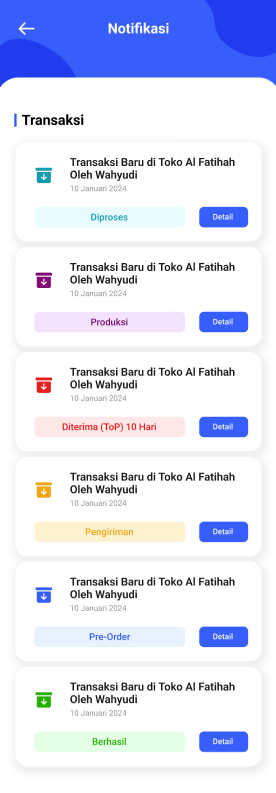 Notifikasi
Transaksi
Transaksi Baru di Toko Al Fatihah
Oleh Wahyudi
10 Januari 2024
Diproses
Detail
Transaksi Baru di Toko Al Fatihah
Oleh Wahyudi
10 Januari 2024
Produksi
Detail
Transaksi Baru di Toko Al Fatihah
Oleh Wahyudi
10 Januari 2024
Diterima (ToP) 10 Hari
Detail
Transaksi Baru di Toko Al Fatihah
Oleh Wahyudi
10 Januari 2024
Pengiriman
Detail
Transaksi Baru di Toko Al Fatihah
Oleh Wahyudi
10 Januari 2024
Pre-Order
Detail
Transaksi Baru di Toko Al Fatihah
Oleh Wahyudi
10 Januari 2024
Berhasil
Detail